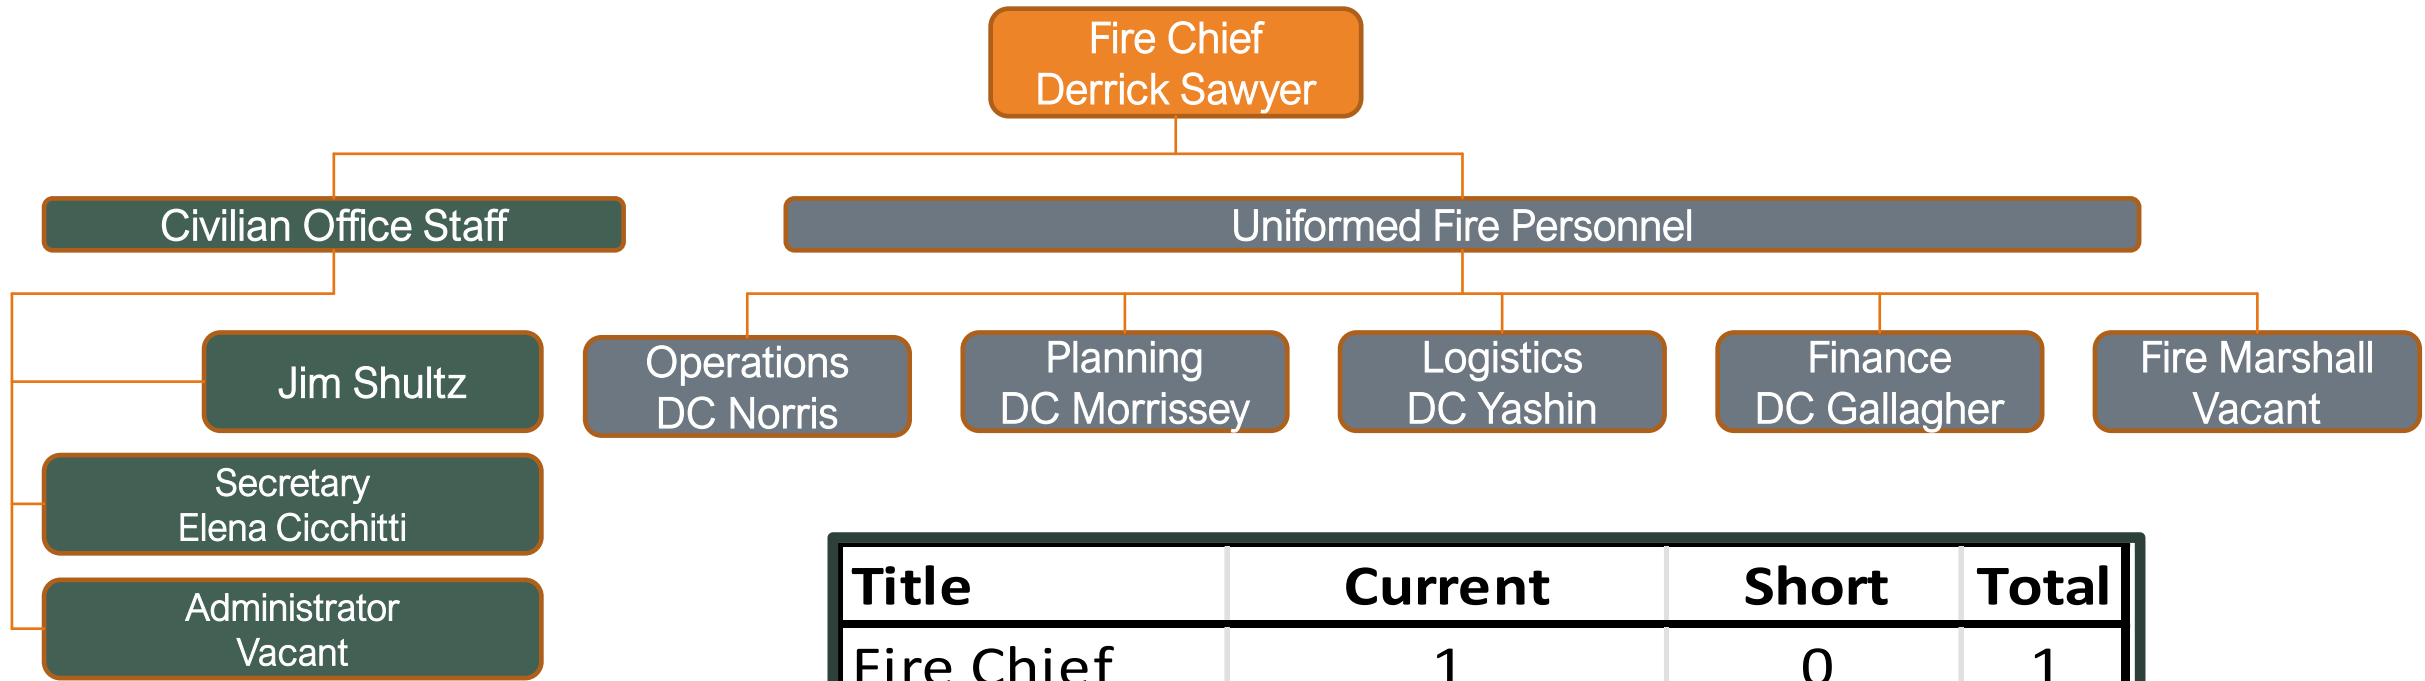 Fire Chief
Derrick Sawyer
Civilian Office Staff
Uniformed Fire Personnel
Jim Shultz
Secretary
Elena Cicchitti
Administrator
Vacant
Operations
DC Norris
Planning
DC Morrissey
Logistics
DC Yashin
Finance
DC Gallagher
Fire Marshall
Vacant
Title Current Short Total
Fire Chief 1 0 1